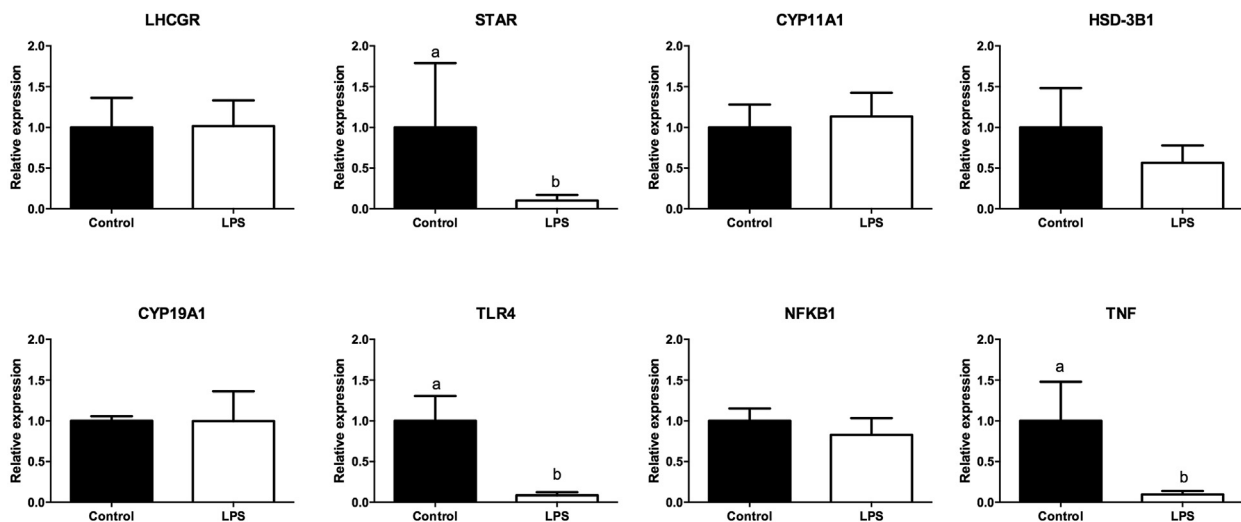 LHCGR
Relative expression
2.0
1.5
1.0
0.5
0.0
Control LPS
STAR
Relative expression
2.0
1.5
1.0
0.5
0.0
a
b
Control LPS
CYP11A1
Relative expression
2.0
1.5
1.0
0.5
0.0
Control LPS
HSD-3B1
Relative expression
2.0
1.5
1.0
0.5
0.0
Control LPS
CYP19A1
Relative expression
2.0
1.5
1.0
0.5
0.0
Control LPS
TLR4
Relative expression
2.0
1.5
1.0
0.5
0.0
a
b
Control LPS
NFKB1
Relative expression
2.0
1.5
1.0
0.5
0.0
Control LPS
TNF
Relative expression
2.0
1.5
1.0
0.5
0.0
a
b
Control LPS